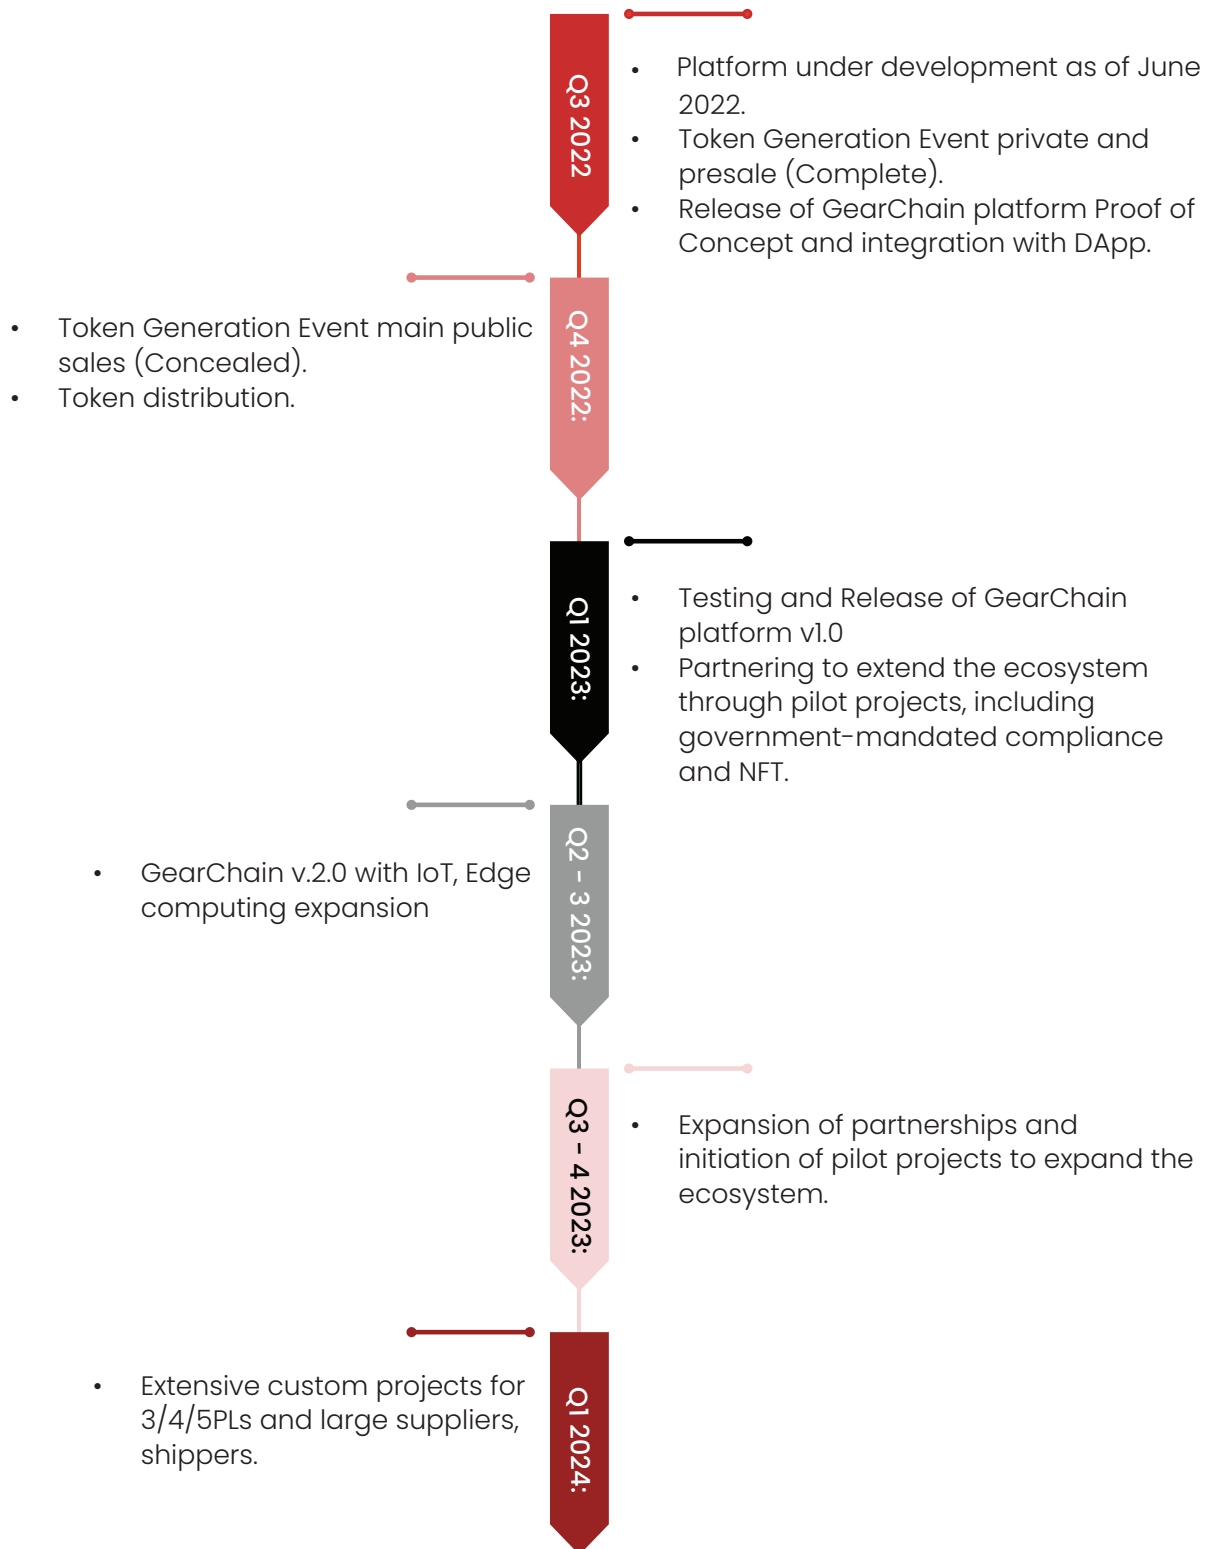 Q3 2022
• Platform under development as of June
2022.
• Token Generation Event private and
presale (Complete).
• Release of GearChain platform Proof of
Concept and integration with DApp.
Q4 2022:
• Token Generation Event main public
sales (Concealed).
• Token distribution.
Q1 2023:
• Testing and Release of GearChain
platform v1.0
• Partnering to extend the ecosystem
through pilot projects, including
government-mandated compliance
and NFT.
Q2 - 3 2023:
• GearChain v.2.0 with IoT, Edge
computing expansion
Q3 - 4 2023:
• Expansion of partnerships and
initiation of pilot projects to expand the
ecosystem.
Q1 2024:
• Extensive custom projects for
3/4/5PLs and large suppliers,
shippers.